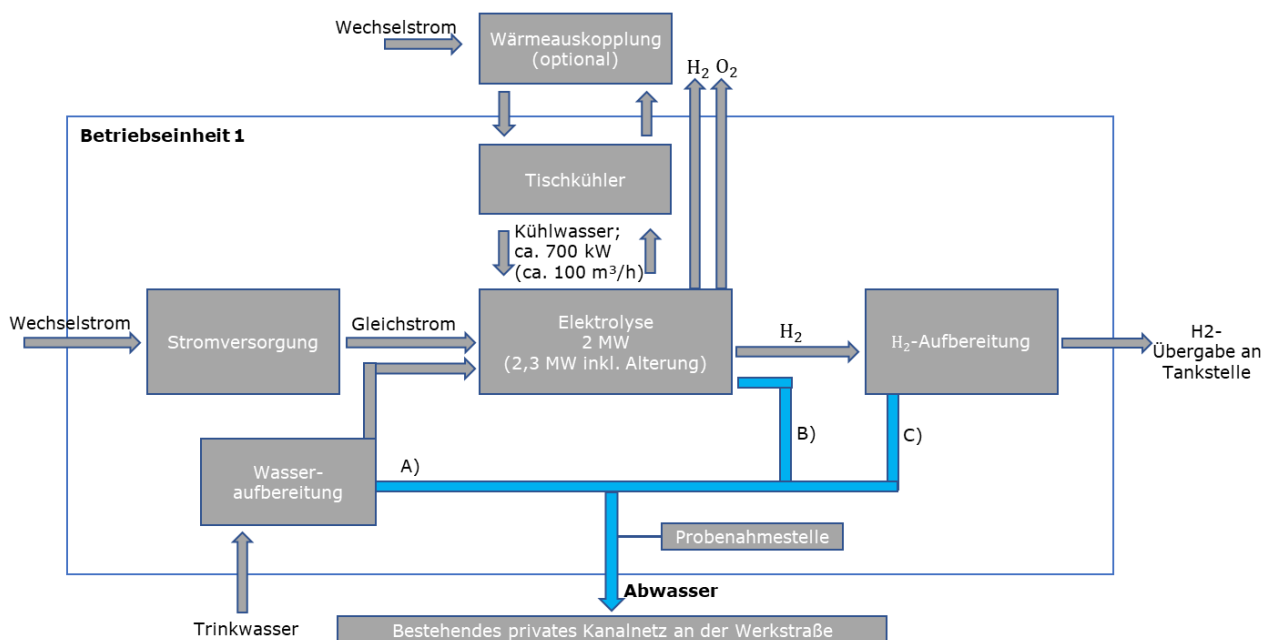 Wechselstrom
Wärmeauskopplung
(optional)
H₂ O₂
Betriebseinheit 1
Tischkühler
Kühlwasser;
ca. 700 kW
(ca. 100 m³/h)
Wechselstrom
Stromversorgung
Gleichstrom
Elektrolyse
2 MW
(2,3 MW inkl. Alterung)
H₂
H₂-Aufbereitung
H2-
Übergabe an
Tankstelle
Wasser-
aufbereitung
A)
B)
C)
Probenahmestelle
Abwasser
Trinkwasser
Bestehendes privates Kanalnetz an der Werkstraße